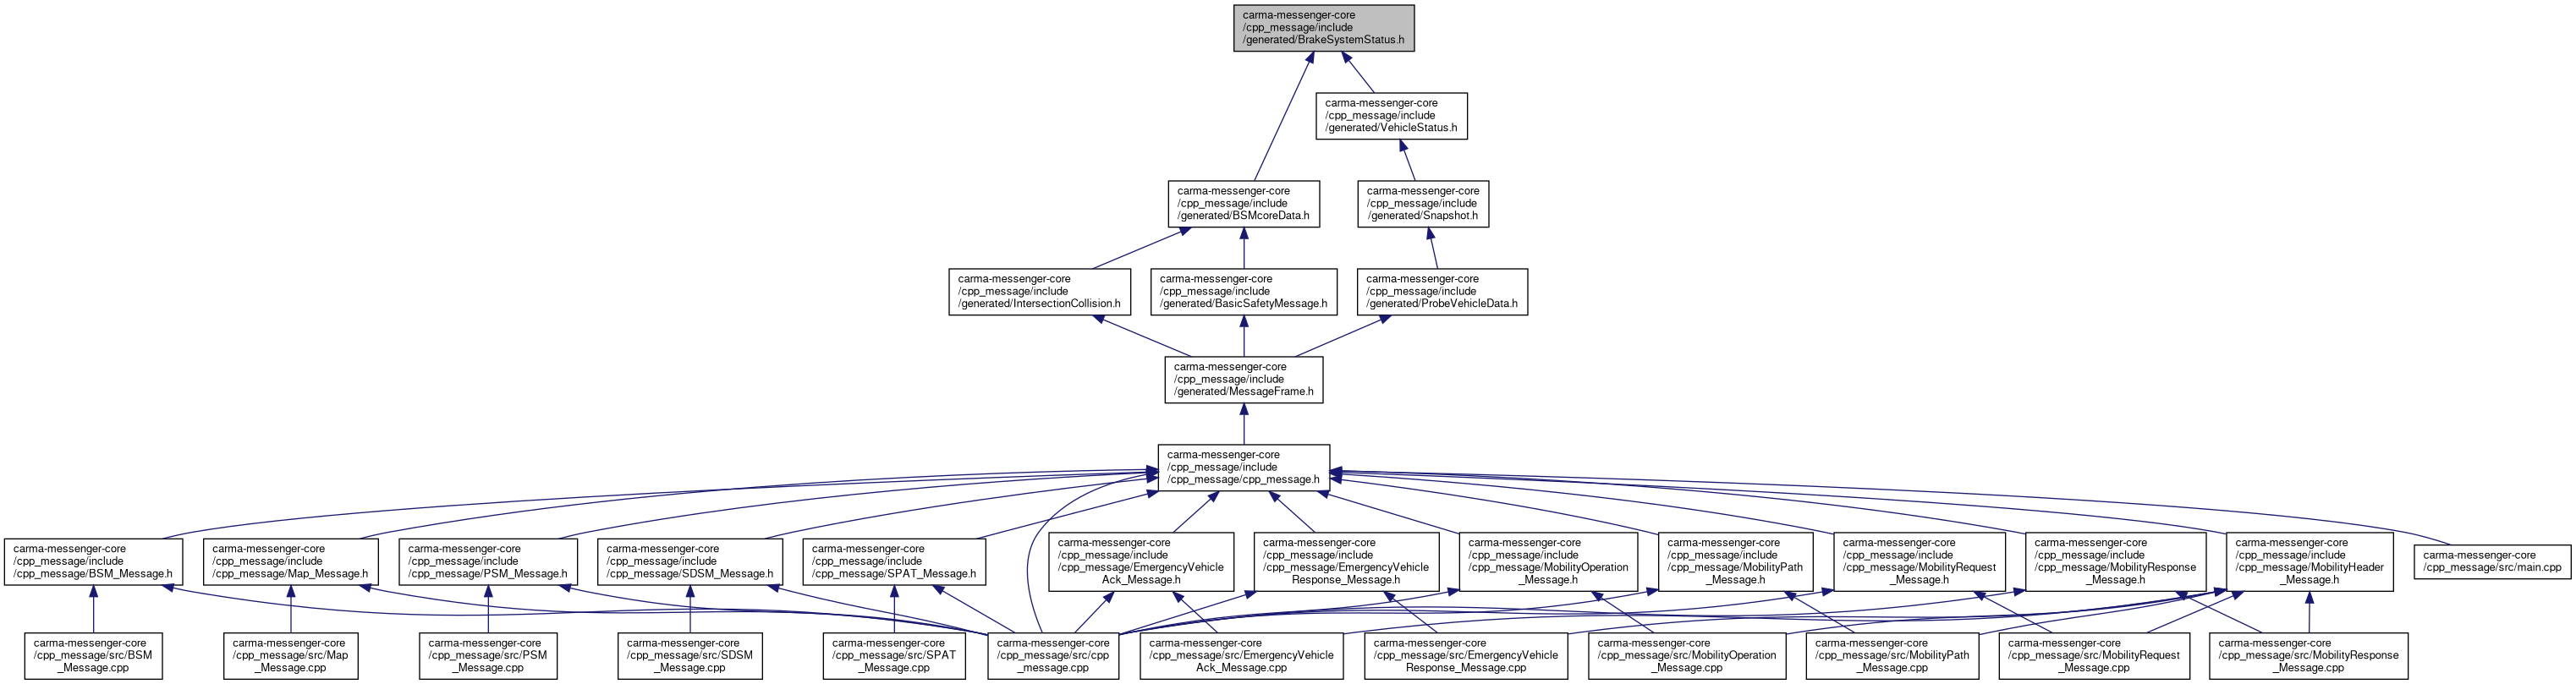 carma-messenger-core
/cpp_message/include
/generated/BrakeSystemStatus.h
carma-messenger-core
/cpp_message/include
/generated/VehicleStatus.h
carma-messenger-core
/cpp_message/include
/generated/BSMcoreData.h
carma-messenger-core
/cpp_message/include
/generated/Snapshot.h
carma-messenger-core
/cpp_message/include
/generated/IntersectionCollision.h
carma-messenger-core
/cpp_message/include
/generated/BasicSafetyMessage.h
carma-messenger-core
/cpp_message/include
/generated/ProbeVehicleData.h
carma-messenger-core
/cpp_message/include
/generated/MessageFrame.h
carma-messenger-core
/cpp_message/include
/cpp_message/cpp_message.h
carma-messenger-core
/cpp_message/include
/cpp_message/BSM_Message.h
carma-messenger-core
/cpp_message/include
/cpp_message/Map_Message.h
carma-messenger-core
/cpp_message/include
/cpp_message/PSM_Message.h
carma-messenger-core
/cpp_message/include
/cpp_message/SDSM_Message.h
carma-messenger-core
/cpp_message/include
/cpp_message/SPAT_Message.h
carma-messenger-core
/cpp_message/include
/cpp_message/EmergencyVehicle
Ack_Message.h
carma-messenger-core
/cpp_message/include
/cpp_message/EmergencyVehicle
Response_Message.h
carma-messenger-core
/cpp_message/include
/cpp_message/MobilityOperation
_Message.h
carma-messenger-core
/cpp_message/include
/cpp_message/MobilityPath
_Message.h
carma-messenger-core
/cpp_message/include
/cpp_message/MobilityRequest
_Message.h
carma-messenger-core
/cpp_message/include
/cpp_message/MobilityResponse
_Message.h
carma-messenger-core
/cpp_message/include
/cpp_message/MobilityHeader
_Message.h
carma-messenger-core
/cpp_message/src/main.cpp
carma-messenger-core
/cpp_message/src/BSM
_Message.cpp
carma-messenger-core
/cpp_message/src/Map
_Message.cpp
carma-messenger-core
/cpp_message/src/PSM
_Message.cpp
carma-messenger-core
/cpp_message/src/SDSM
_Message.cpp
carma-messenger-core
/cpp_message/src/SPAT
_Message.cpp
carma-messenger-core
/cpp_message/src/cpp
_message.cpp
carma-messenger-core
/cpp_message/src/EmergencyVehicle
Ack_Message.cpp
carma-messenger-core
/cpp_message/src/EmergencyVehicle
Response_Message.cpp
carma-messenger-core
/cpp_message/src/MobilityOperation
_Message.cpp
carma-messenger-core
/cpp_message/src/MobilityPath
_Message.cpp
carma-messenger-core
/cpp_message/src/MobilityRequest
_Message.cpp
carma-messenger-core
/cpp_message/src/MobilityResponse
_Message.cpp